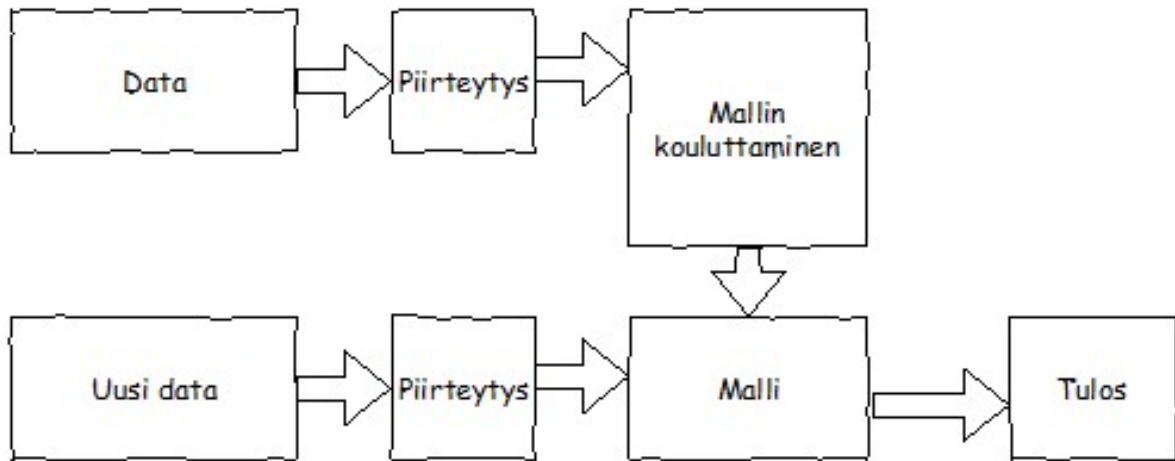 Data
Piirteytys
Mallin
kouluttaminen
Uusi data
Piirteytys
Malli
Tulos